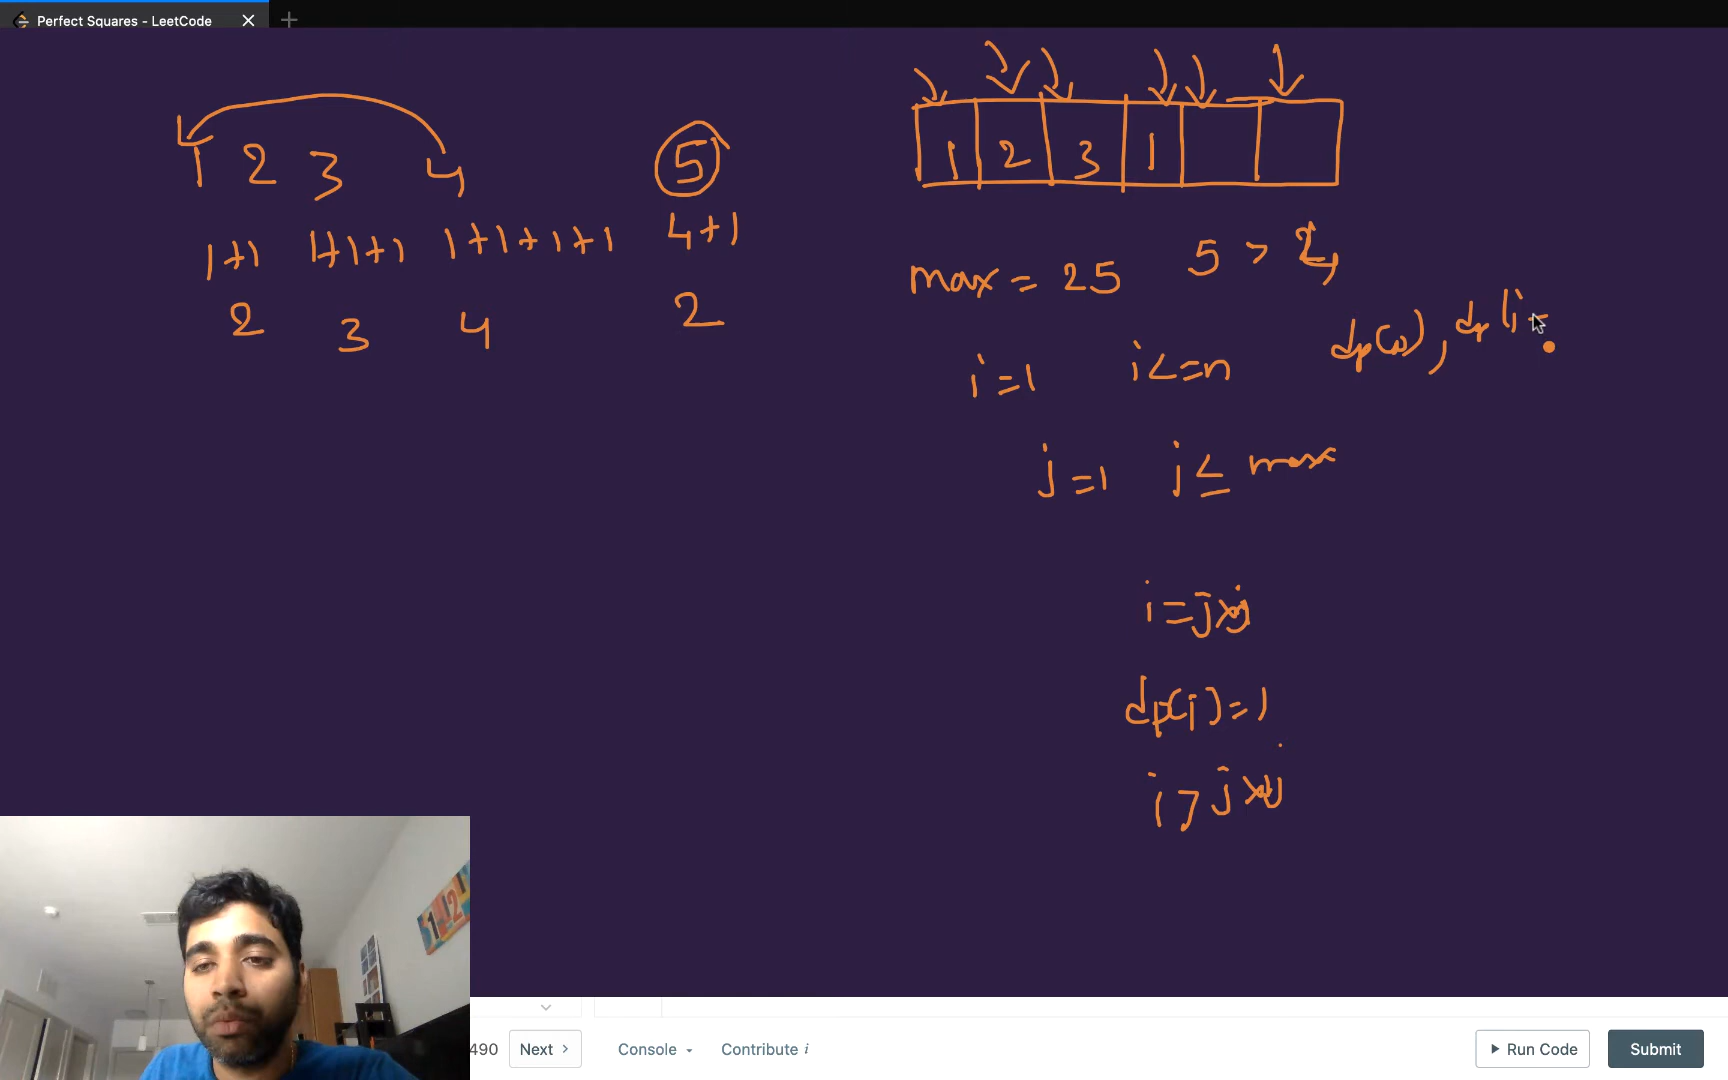 Perfect Squares - LeetCode
1 2 3 4 5
1+1 1+1+1 1+1+1+1 4+1
2 3 4 2
1 2 3 1
max = 25 5 > 2,
dp(i), dp(i-
i=1 i<=n
j=1 j≤ max
i=j*j
dp(i)=1
i>j*j
490 Next Console Contribute i Run Code Submit